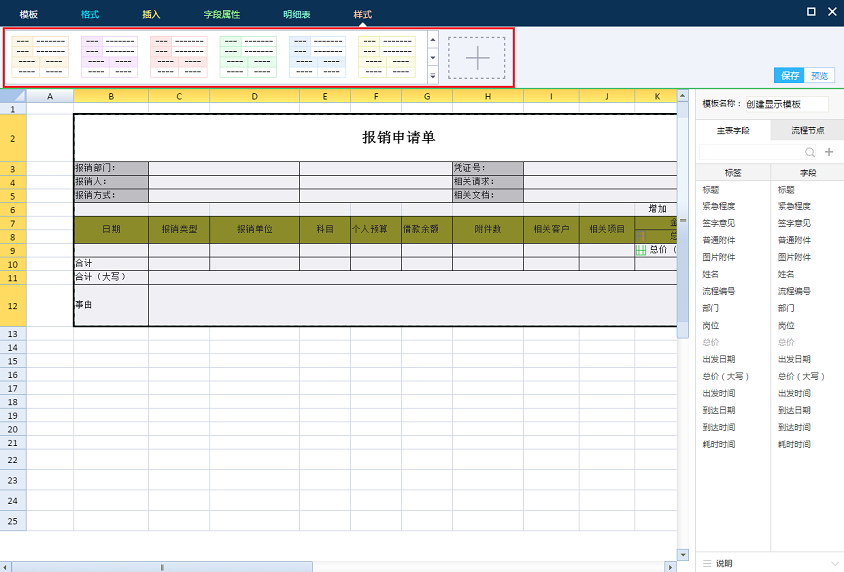 模板 格式 插入 字段属性 明细表 样式
保存 预览
A B C D E F G H I J K
模板名称： 创建显示模板
主表字段 流程节点
标签 字段
标题 标题
紧急程度 紧急程度
签字意见 签字意见
普通附件 普通附件
图片附件 图片附件
姓名 姓名
流程编号 流程编号
部门 部门
岗位 岗位
总价 总价
出发日期 出发日期
总价（大写） 总价（大写）
出发时间 出发时间
到达日期 到达日期
到达时间 到达时间
耗时时间 耗时时间
说明
1
2 报销申请单
3 报销部门： 凭证号：
4 报销人： 相关请求：
5 报销方式： 相关文档：
6 增加
7 金
8 日期 报销类型 报销单位 科目 个人预算 借款余额 附件数 相关客户 相关项目
9 总价（
10 合计
11 合计（大写）
12 事由
13
14
15
16
17
18
19
20
21
22
23
24
25